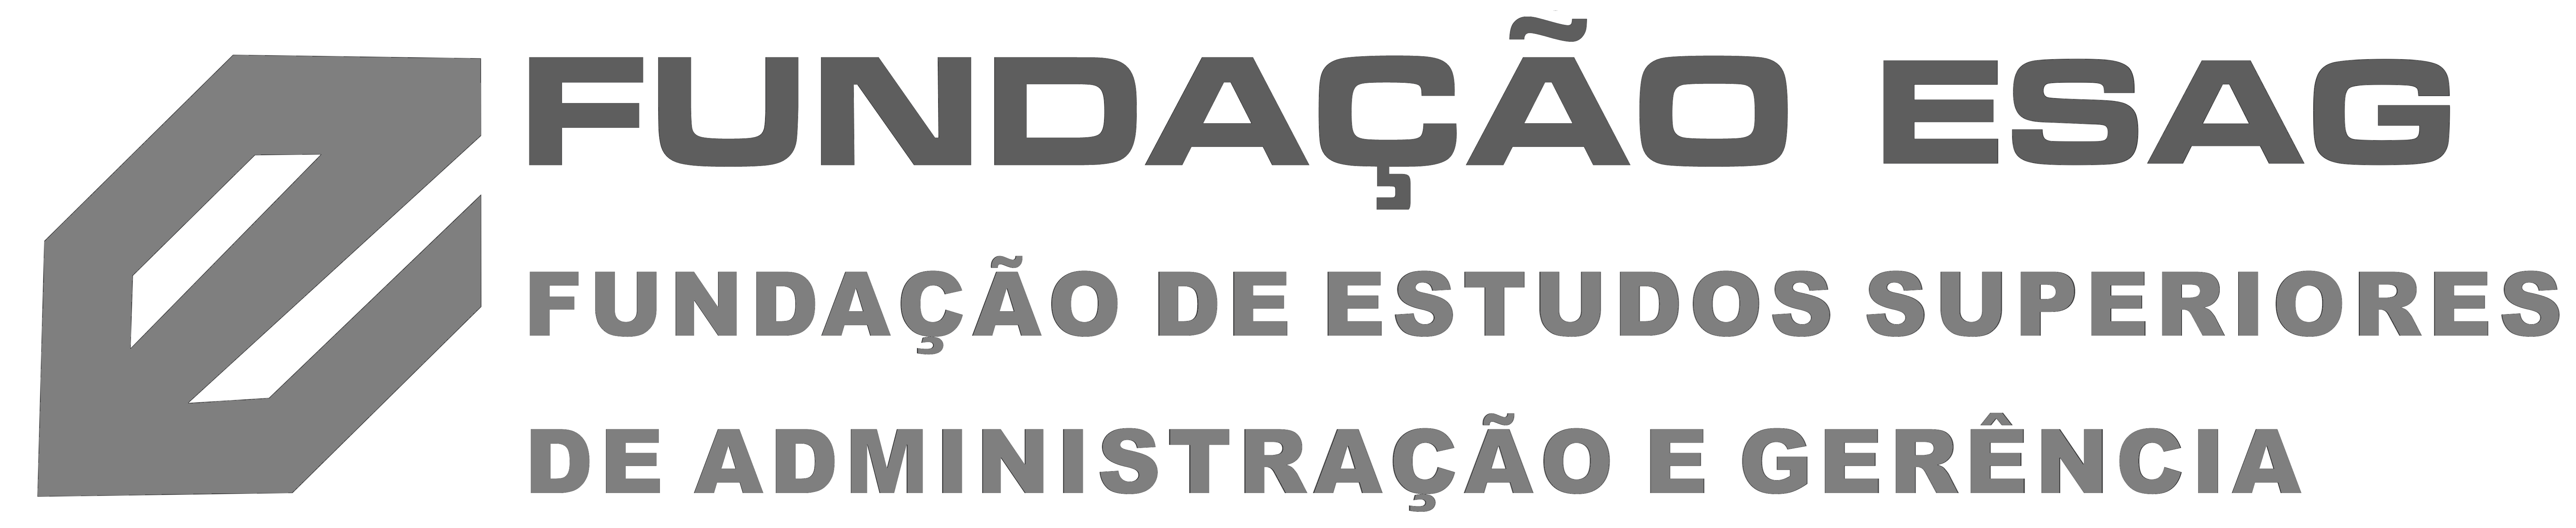 FUNDAÇÃO ESAG
FUNDAÇÃO DE ESTUDOS SUPERIORES
DE ADMINISTRAÇÃO E GERÊNCIA